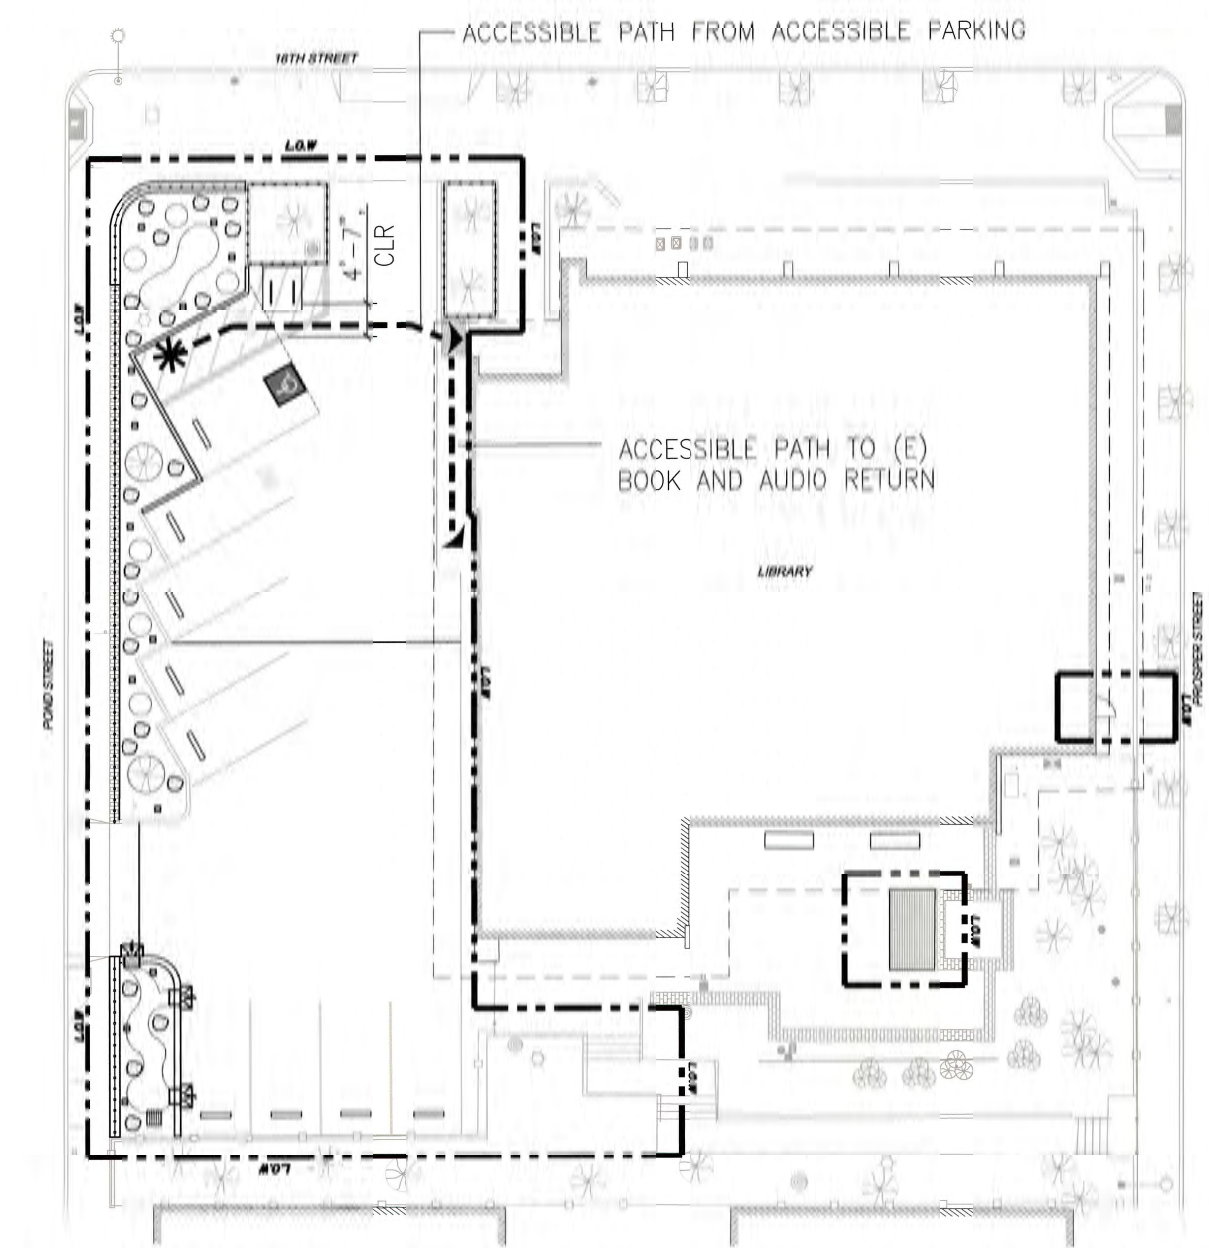 ACCESSIBLE PATH FROM ACCESSIBLE PARKING
16TH STREET
L.O.W
L.O.W
4'-7"
CLR
L.O.W
ACCESSIBLE PATH TO (E)
BOOK AND AUDIO RETURN
LIBRARY
POND STREET
PROSPER STREET
L.O.W
L.O.W
L.O.W
L.O.W
L.O.W
L.O.W